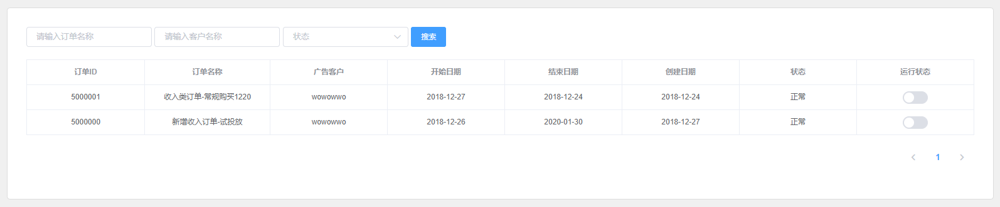 请输入订单名称 请输入客户名称 状态 搜索
订单ID 订单名称 广告客户 开始日期 结束日期 创建日期 状态 运行状态
5000001 收入类订单-常规购买1220 wowowwo 2018-12-27 2018-12-24 2018-12-24 正常
5000000 新增收入订单-试投放 wowowwo 2018-12-26 2020-01-30 2018-12-27 正常
1